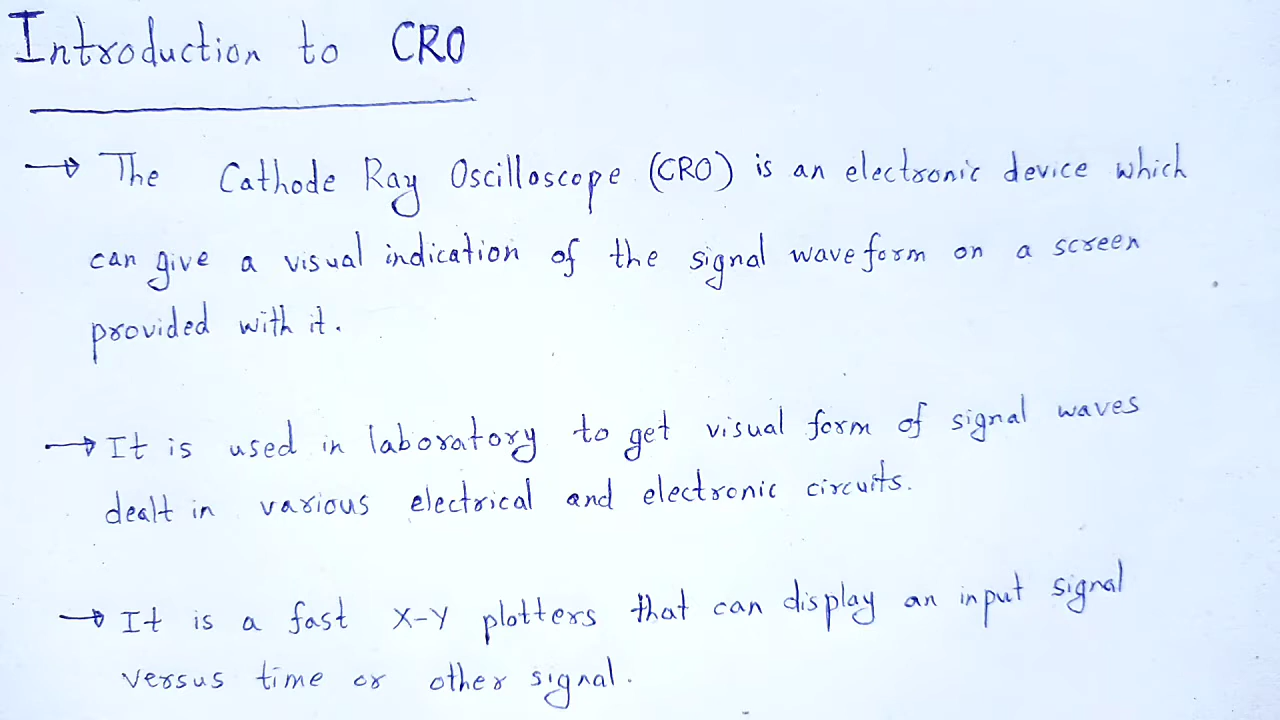 Introduction to CRO
→ The Cathode Ray Oscilloscope (CRO) is an electronic device which
can give a visual indication of the signal waveform on a screen
provided with it.
→ It is used in laboratory to get visual form of signal waves
dealt in various electrical and electronic circuits.
→ It is a fast X-Y plotters that can display an input signal
versus time or other signal.